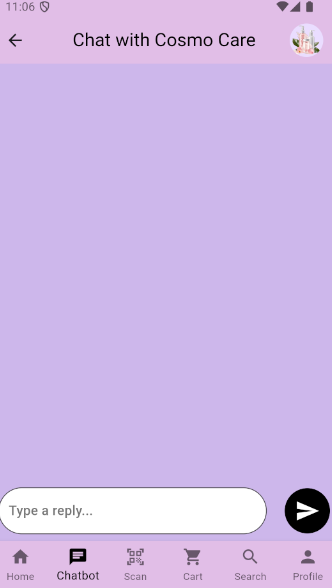 11:06
Chat with Cosmo Care
Type a reply...
Home Chatbot Scan Cart Search Profile